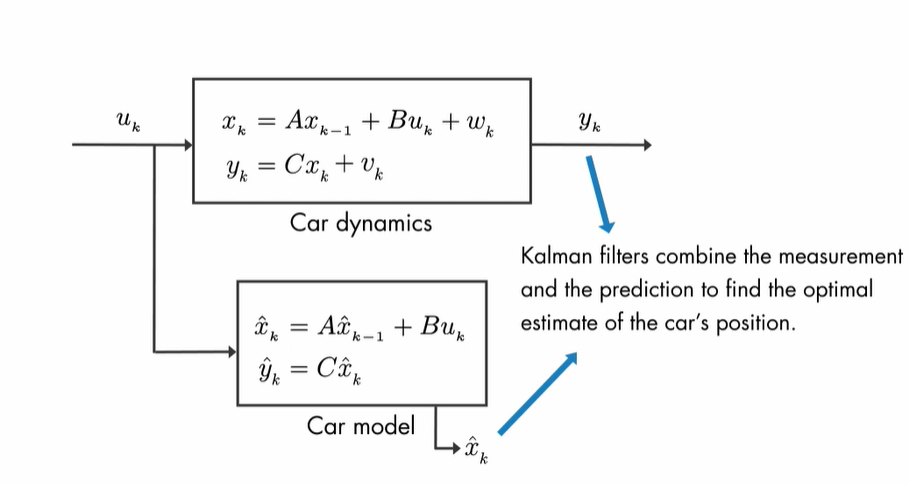 u_k
x_k = Ax_{k−1} + Bu_k + w_k
y_k = Cx_k + v_k
y_k
Car dynamics
Kalman filters combine the measurement
and the prediction to find the optimal
estimate of the car's position.
x̂_k = Ax̂_{k−1} + Bu_k
ŷ_k = Cx̂_k
Car model
x̂_k